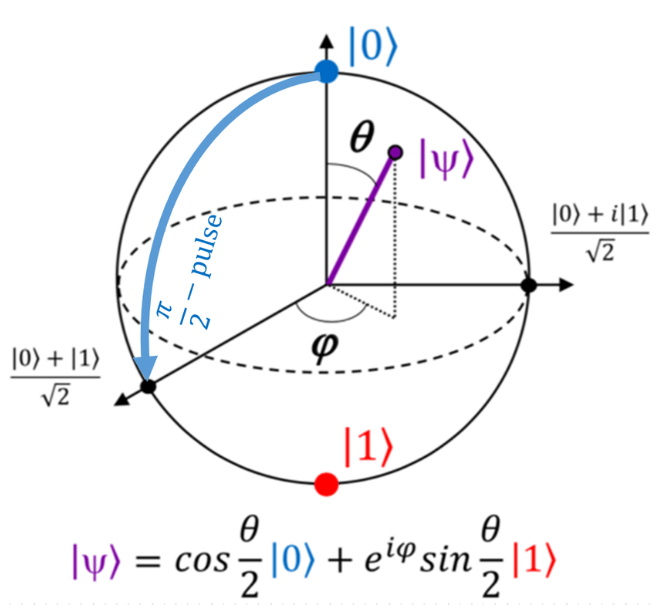 |0⟩
θ
|ψ⟩
(|0⟩ + i|1⟩)/√2
π/2 − pulse
φ
(|0⟩ + |1⟩)/√2
|1⟩
|ψ⟩ = cos θ/2 |0⟩ + e^{iφ} sin θ/2 |1⟩